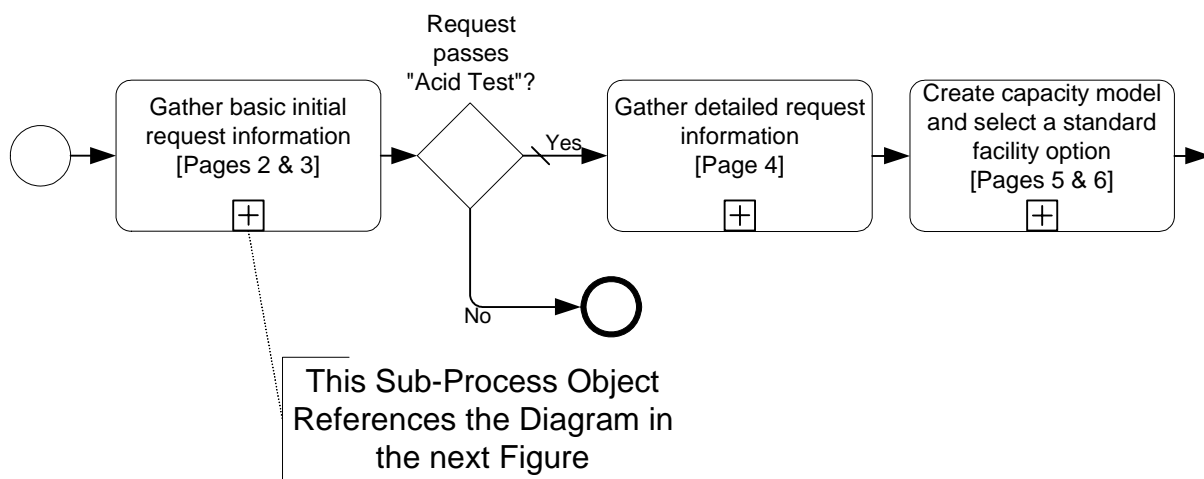 Request
passes
"Acid Test"?
Gather basic initial
request information
[Pages 2 & 3]
Yes
Gather detailed request
information
[Page 4]
Create capacity model
and select a standard
facility option
[Pages 5 & 6]
No
This Sub-Process Object
References the Diagram in
the next Figure